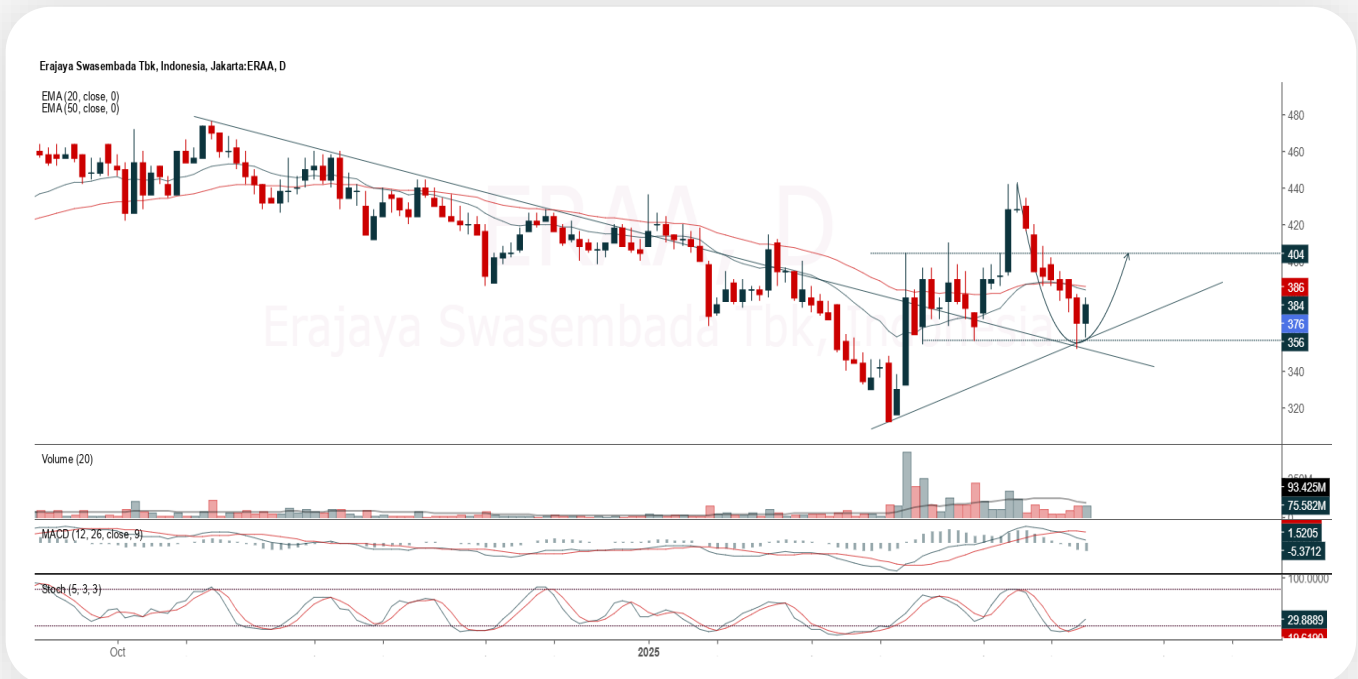 Erajaya Swasembada Tbk, Indonesia, Jakarta:ERAA, D
EMA (20, close, 0)
EMA (50, close, 0)
ERAA, D
Erajaya Swasembada Tbk, Indonesia
480
460
440
420
404
386
384
376
356
340
320
Volume (20)
93.425M
75.582M
0
MACD (12, 26, close, 9)
1.5205
-5.3712
Stoch (5, 3, 3)
100.0000
29.8889
Oct
2025